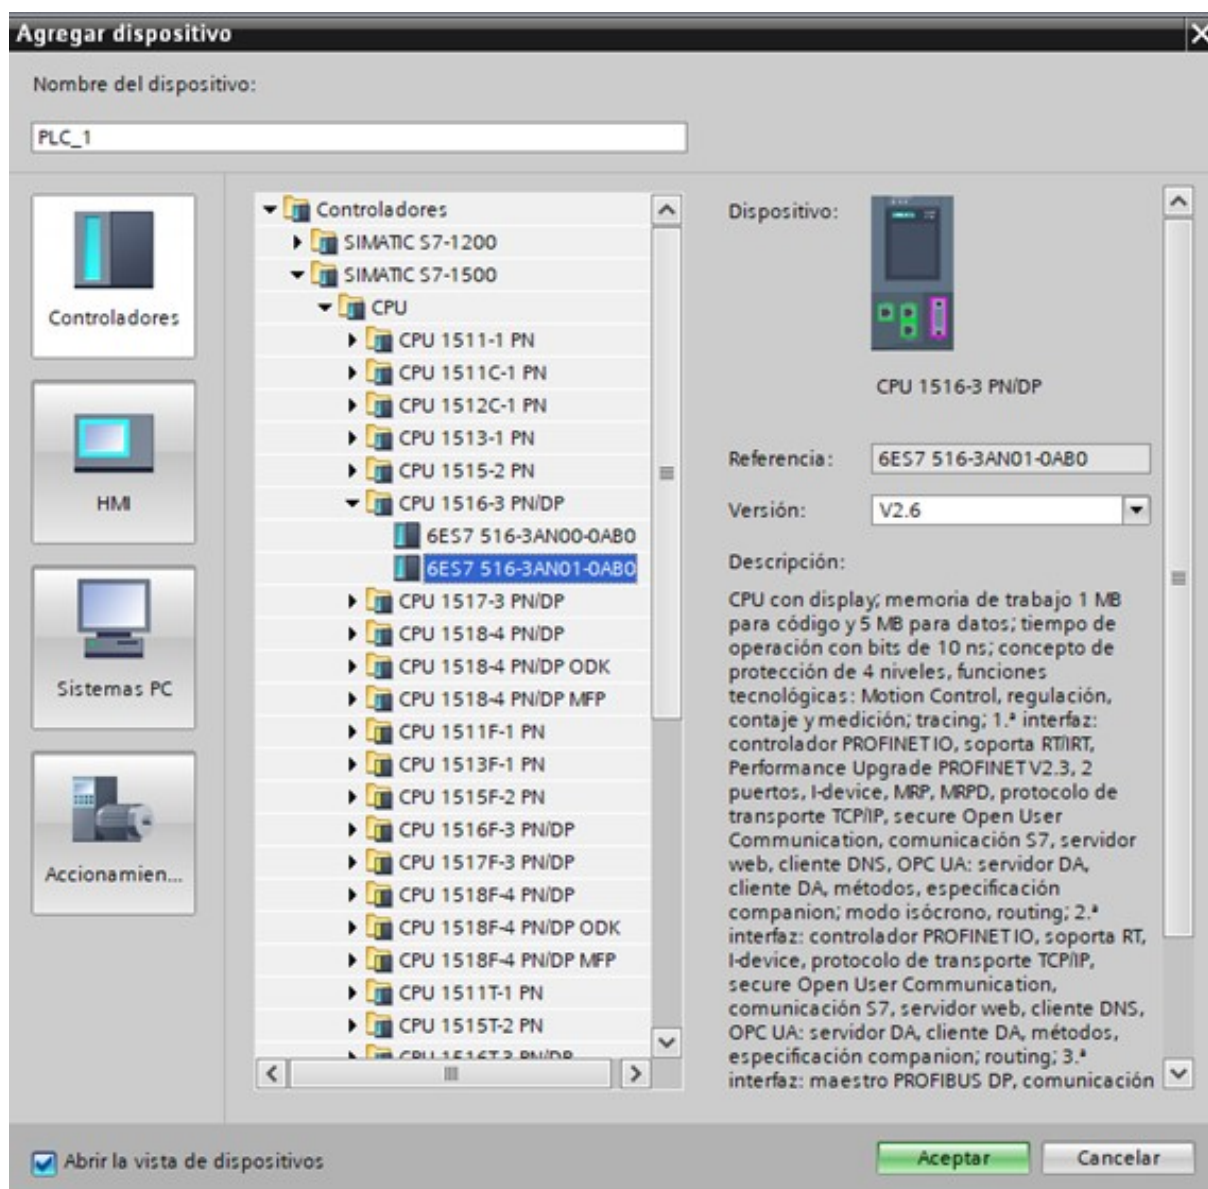 Agregar dispositivo
Nombre del dispositivo:
PLC_1
Controladores
HMI
Sistemas PC
Accionamien...
Controladores
SIMATIC S7-1200
SIMATIC S7-1500
CPU
CPU 1511-1 PN
CPU 1511C-1 PN
CPU 1512C-1 PN
CPU 1513-1 PN
CPU 1515-2 PN
CPU 1516-3 PN/DP
6ES7 516-3AN00-0AB0
6ES7 516-3AN01-0AB0
CPU 1517-3 PN/DP
CPU 1518-4 PN/DP
CPU 1518-4 PN/DP ODK
CPU 1518-4 PN/DP MFP
CPU 1511F-1 PN
CPU 1513F-1 PN
CPU 1515F-2 PN
CPU 1516F-3 PN/DP
CPU 1517F-3 PN/DP
CPU 1518F-4 PN/DP
CPU 1518F-4 PN/DP ODK
CPU 1518F-4 PN/DP MFP
CPU 1511T-1 PN
CPU 1515T-2 PN
CPU 1516T-3 PN/DP
Dispositivo:
CPU 1516-3 PN/DP
Referencia: 6ES7 516-3AN01-0AB0
Versión: V2.6
Descripción:
CPU con display; memoria de trabajo 1 MB
para código y 5 MB para datos; tiempo de
operación con bits de 10 ns; concepto de
protección de 4 niveles, funciones
tecnológicas: Motion Control, regulación,
contaje y medición; tracing; 1.ª interfaz:
controlador PROFINET IO, soporta RT/IRT,
Performance Upgrade PROFINET V2.3, 2
puertos, I-device, MRP, MRPD, protocolo de
transporte TCP/IP, secure Open User
Communication, comunicación S7, servidor
web, cliente DNS, OPC UA: servidor DA,
cliente DA, métodos, especificación
companion; modo isócrono, routing; 2.ª
interfaz: controlador PROFINET IO, soporta RT,
I-device, protocolo de transporte TCP/IP,
secure Open User Communication,
comunicación S7, servidor web, cliente DNS,
OPC UA: servidor DA, cliente DA, métodos,
especificación companion; routing; 3.ª
interfaz: maestro PROFIBUS DP, comunicación
Abrir la vista de dispositivos
Aceptar
Cancelar